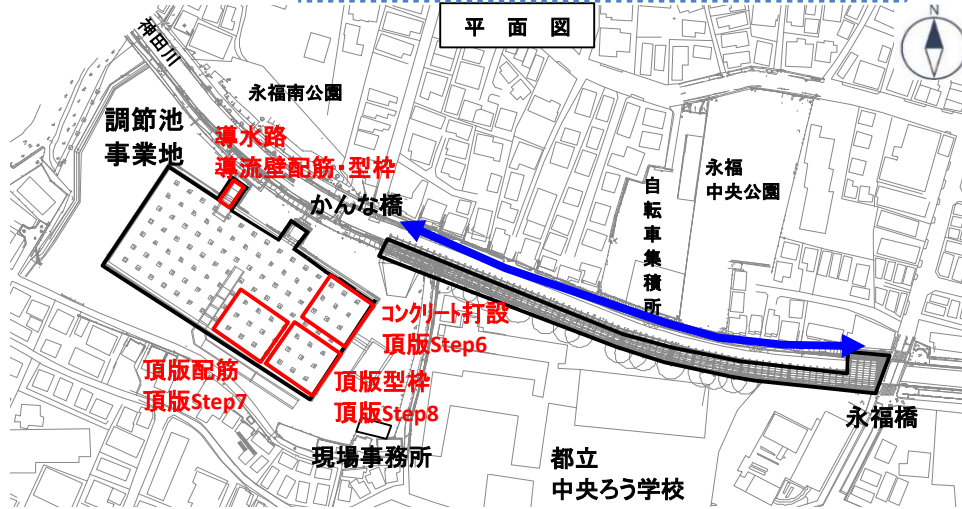 平面図
N
神田川
永福南公園
調節池
事業地
導水路
導流壁配筋・型枠
かんな橋
永福
中央公園
自転車集積所
コンクリート打設
頂版Step6
頂版配筋
頂版Step7
頂版型枠
頂版Step8
現場事務所
都立
中央ろう学校
永福橋